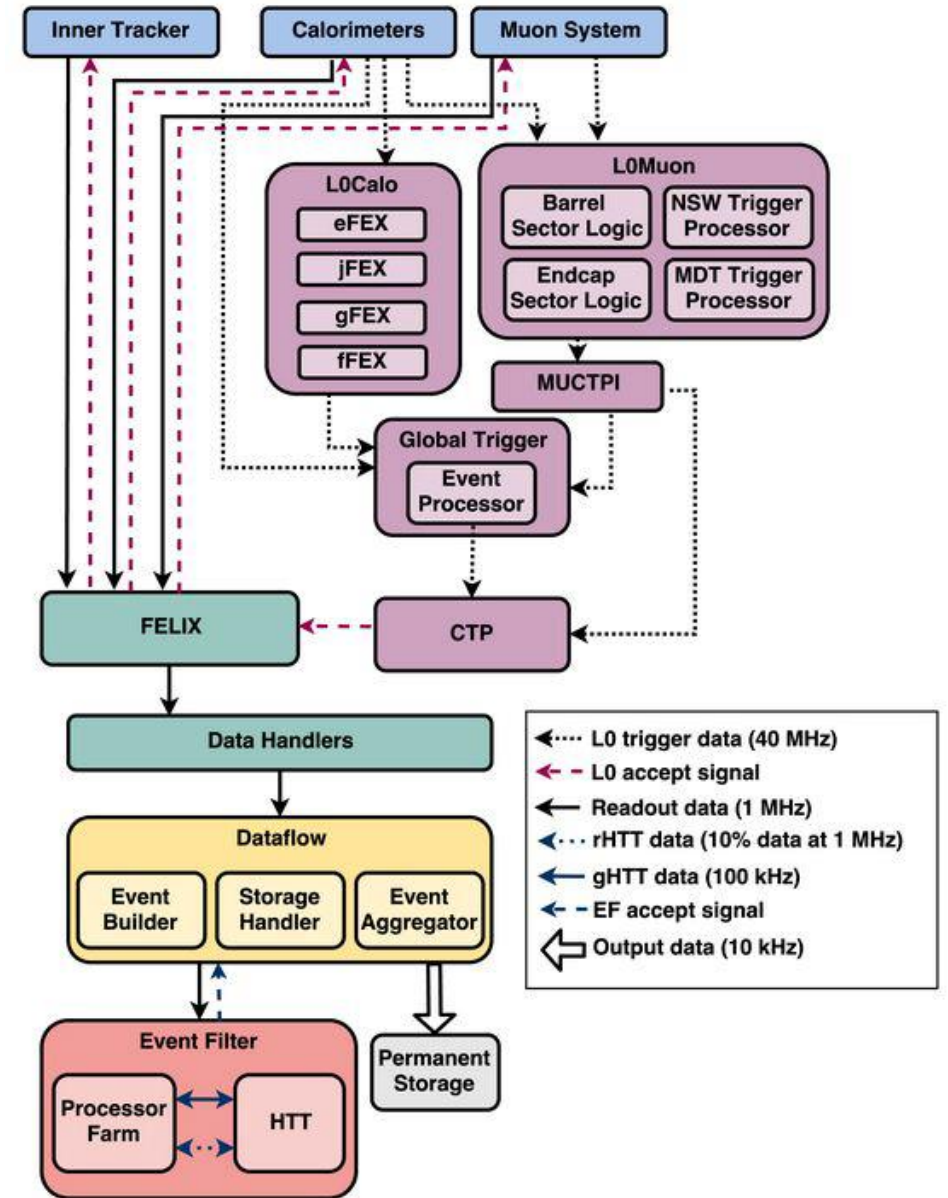 Inner Tracker
Calorimeters
Muon System
L0Calo
eFEX
jFEX
gFEX
fFEX
L0Muon
Barrel
Sector Logic
NSW Trigger
Processor
Endcap
Sector Logic
MDT Trigger
Processor
MUCTPI
Global Trigger
Event
Processor
FELIX
CTP
Data Handlers
Dataflow
Event
Builder
Storage
Handler
Event
Aggregator
Event Filter
Processor
Farm
HTT
Permanent
Storage
L0 trigger data (40 MHz)
L0 accept signal
Readout data (1 MHz)
rHTT data (10% data at 1 MHz)
gHTT data (100 kHz)
EF accept signal
Output data (10 kHz)